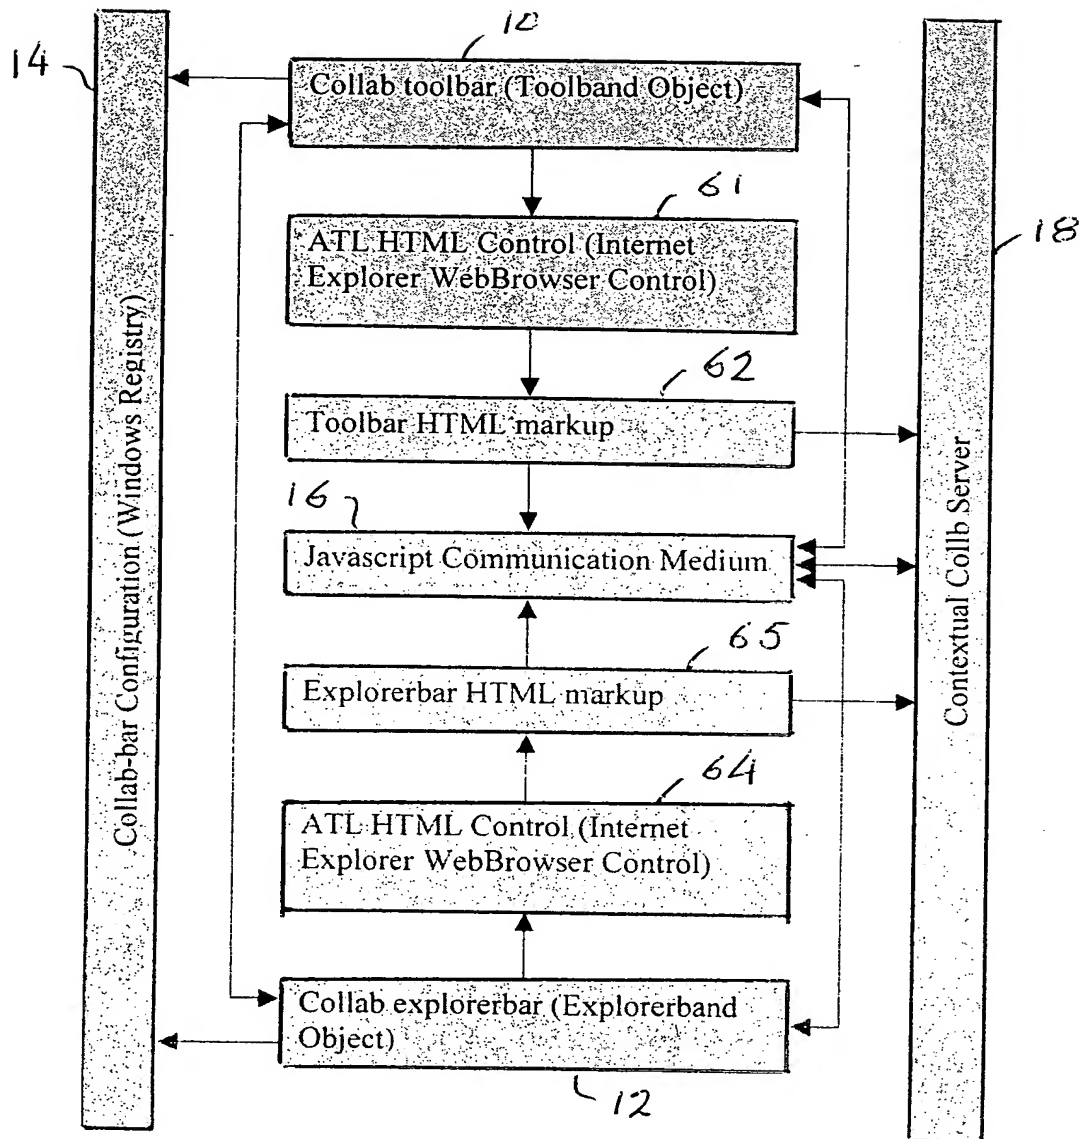 10
14
Collab toolbar (Toolband Object)
61
ATL HTML Control (Internet
Explorer WebBrowser Control)
18
62
Toolbar HTML markup
16
Javascript Communication Medium
65
Explorerbar HTML markup
64
ATL HTML Control (Internet
Explorer WebBrowser Control)
Collab explorerbar (Explorerband
Object)
12
Collab-bar Configuration (Windows Registry)
Contextual Collb Server